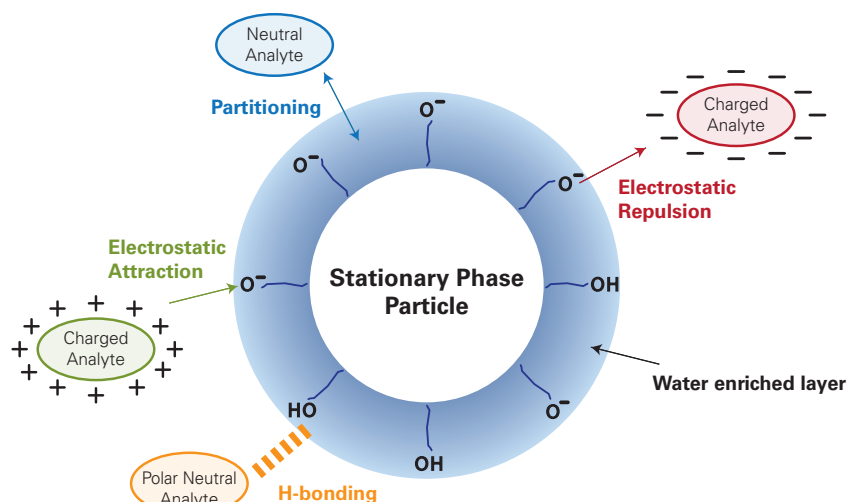 Neutral
Analyte
Partitioning
O⁻
Charged
Analyte
O⁻
O⁻
Electrostatic
Repulsion
Electrostatic
Attraction
O⁻
Stationary Phase
Particle
OH
Charged
Analyte
Water enriched layer
HO
O⁻
OH
Polar Neutral
Analyte
H-bonding